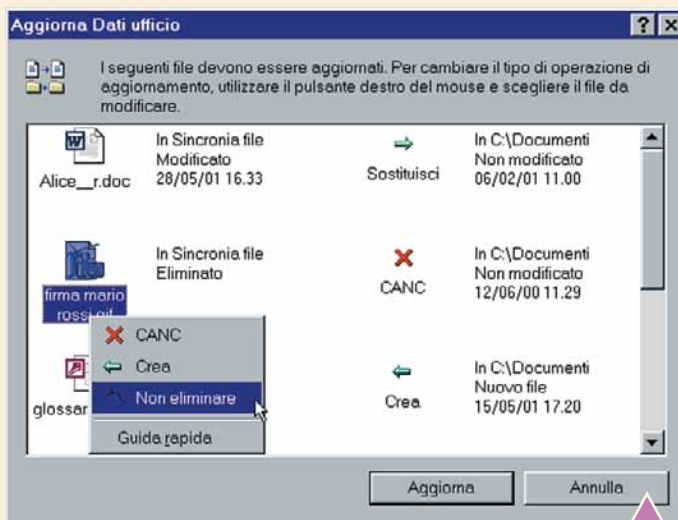 Aggiorna Dati ufficio
I seguenti file devono essere aggiornati. Per cambiare il tipo di operazione di
aggiornamento, utilizzare il pulsante destro del mouse e scegliere il file da
modificare.
Alice__r.doc
In Sincronia file
Modificato
28/05/01 16.33
Sostituisci
In C:\Documenti
Non modificato
06/02/01 11.00
firma mario
rossi.gif
In Sincronia file
Eliminato
CANC
In C:\Documenti
Non modificato
12/06/00 11.29
glossar
Crea
In C:\Documenti
Nuovo file
15/05/01 17.20
CANC
Crea
Non eliminare
Guida rapida
Aggiorna
Annulla